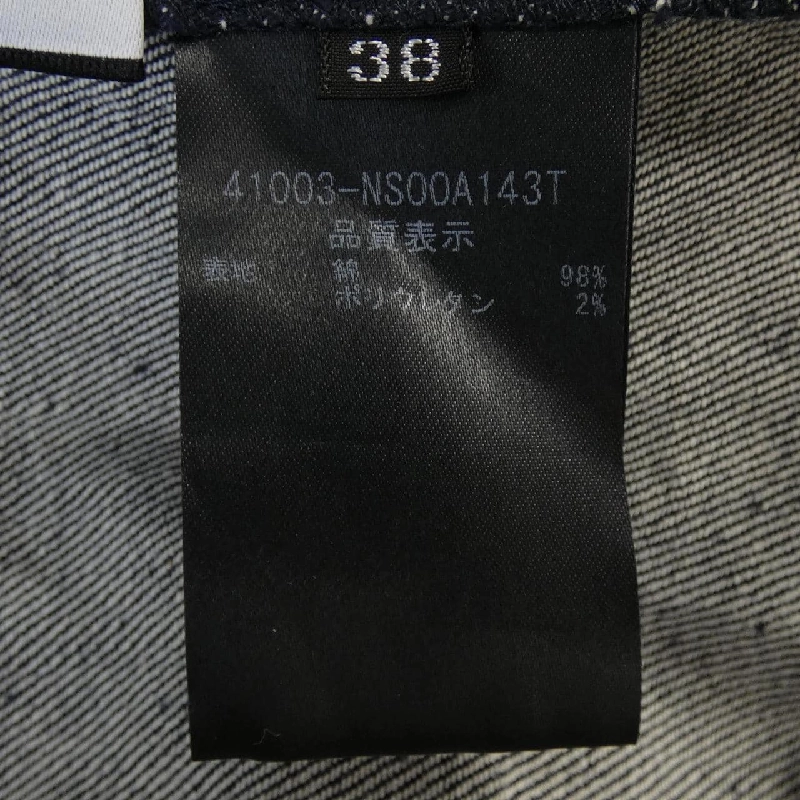 38
41003-NS00A143T
品質表示
表地 綿 98%
ポリウレタン 2%